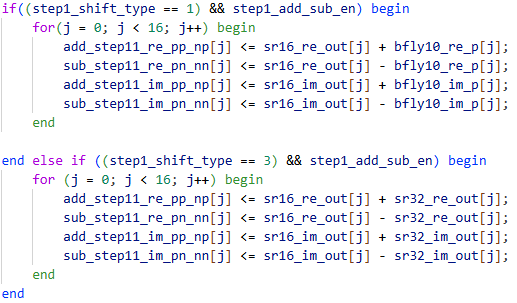 if((step1_shift_type == 1) && step1_add_sub_en) begin
    for(j = 0; j < 16; j++) begin
        add_step11_re_pp_np[j] <= sr16_re_out[j] + bfly10_re_p[j];
        sub_step11_re_pn_nn[j] <= sr16_re_out[j] - bfly10_re_p[j];
        add_step11_im_pp_np[j] <= sr16_im_out[j] + bfly10_im_p[j];
        sub_step11_im_pn_nn[j] <= sr16_im_out[j] - bfly10_im_p[j];
    end
end else if ((step1_shift_type == 3) && step1_add_sub_en) begin
    for (j = 0; j < 16; j++) begin
        add_step11_re_pp_np[j] <= sr16_re_out[j] + sr32_re_out[j];
        sub_step11_re_pn_nn[j] <= sr16_re_out[j] - sr32_re_out[j];
        add_step11_im_pp_np[j] <= sr16_im_out[j] + sr32_im_out[j];
        sub_step11_im_pn_nn[j] <= sr16_im_out[j] - sr32_im_out[j];
    end
end